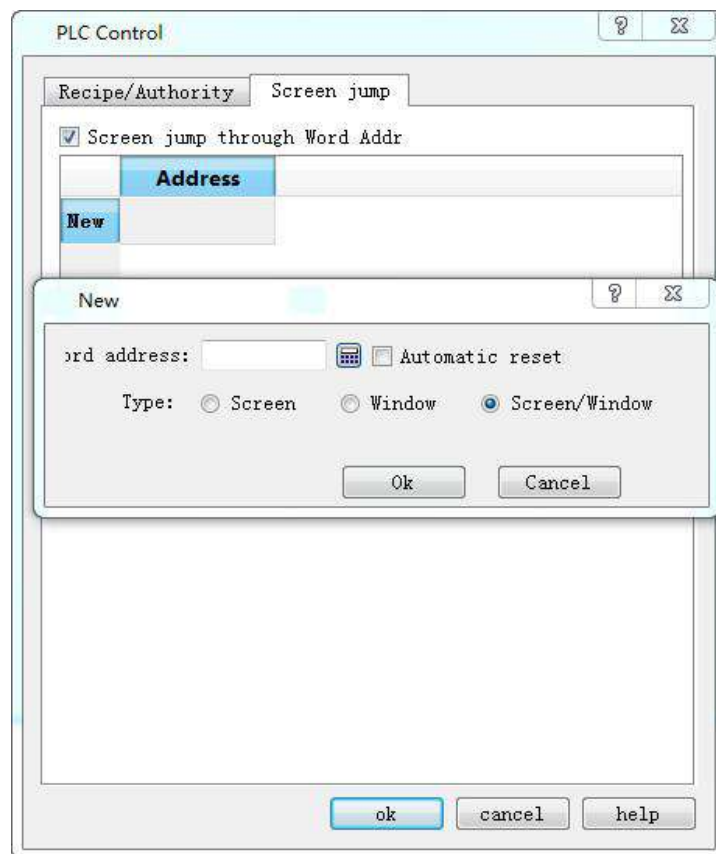 PLC Control
Recipe/Authority Screen jump
Screen jump through Word Addr
Address
New
New
ord address: Automatic reset
Type: Screen Window Screen/Window
Ok Cancel
ok cancel help